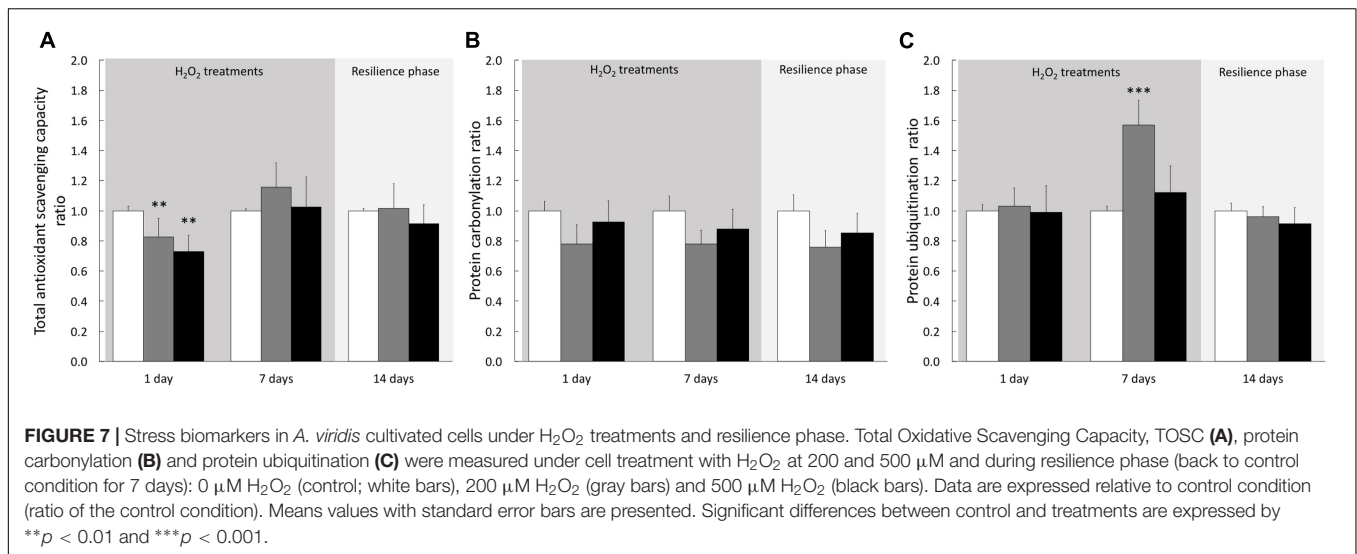 A
B
C
Total antioxidant scavenging capacity
ratio
2.0
1.8
1.6
1.4
1.2
1.0
0.8
0.6
0.4
0.2
0.0
H₂O₂ treatments
Resilience phase
**
**
1 day
7 days
14 days
Protein carbonylation ratio
2.0
1.8
1.6
1.4
1.2
1.0
0.8
0.6
0.4
0.2
0.0
H₂O₂ treatments
Resilience phase
1 day
7 days
14 days
Protein ubiquitination ratio
2.0
1.8
1.6
1.4
1.2
1.0
0.8
0.6
0.4
0.2
0.0
H₂O₂ treatments
Resilience phase
***
1 day
7 days
14 days
FIGURE 7 | Stress biomarkers in A. viridis cultivated cells under H₂O₂ treatments and resilience phase. Total Oxidative Scavenging Capacity, TOSC (A), protein
carbonylation (B) and protein ubiquitination (C) were measured under cell treatment with H₂O₂ at 200 and 500 μM and during resilience phase (back to control
condition for 7 days): 0 μM H₂O₂ (control; white bars), 200 μM H₂O₂ (gray bars) and 500 μM H₂O₂ (black bars). Data are expressed relative to control condition
(ratio of the control condition). Means values with standard error bars are presented. Significant differences between control and treatments are expressed by
**p < 0.01 and ***p < 0.001.